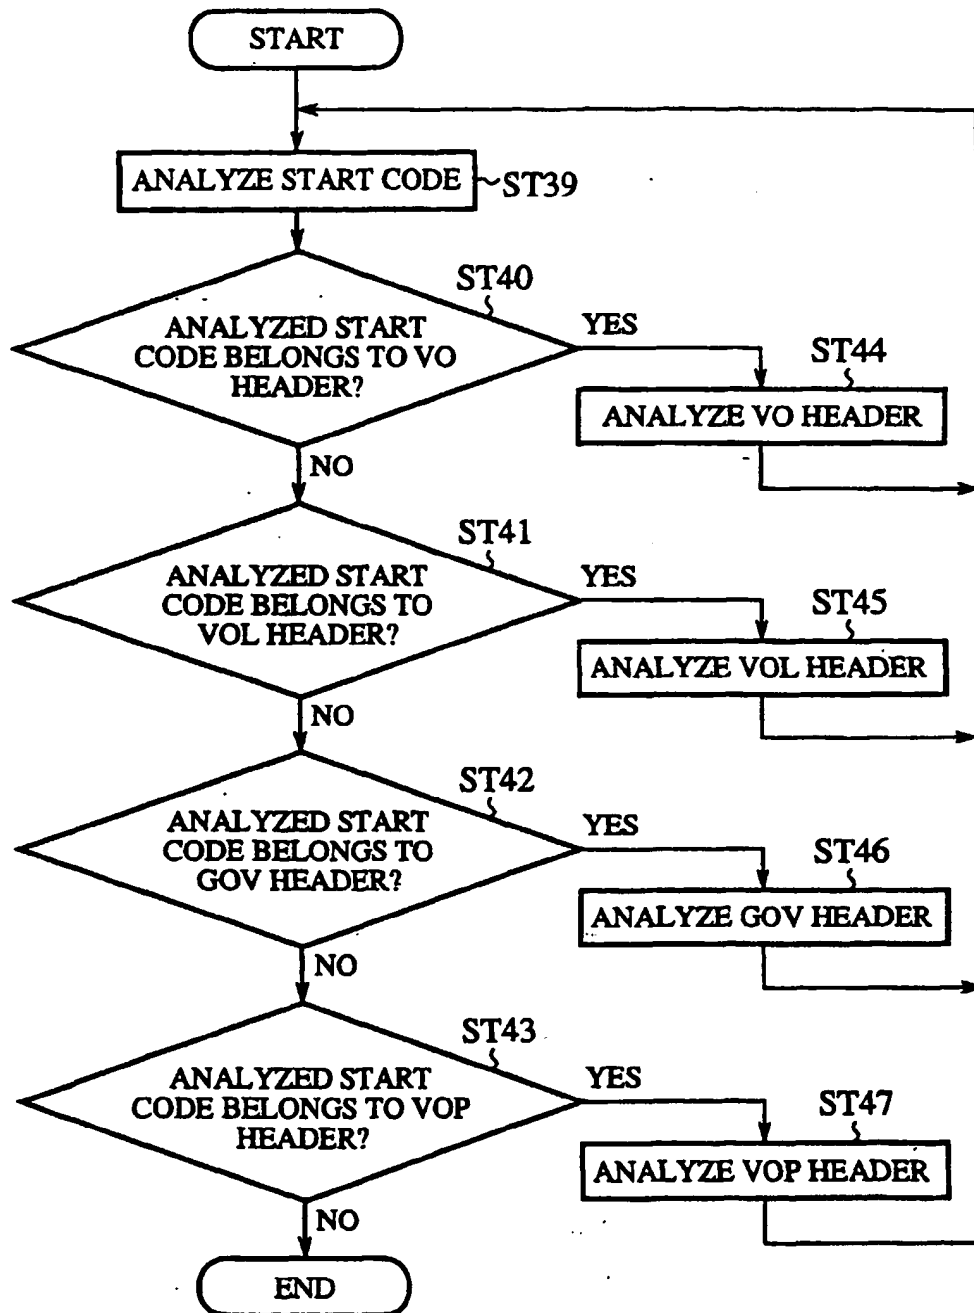 START
ANALYZE START CODE
ST39
ST40
ANALYZED START
CODE BELONGS TO VO
HEADER?
YES
ST44
ANALYZE VO HEADER
NO
ST41
ANALYZED START
CODE BELONGS TO
VOL HEADER?
YES
ST45
ANALYZE VOL HEADER
NO
ST42
ANALYZED START
CODE BELONGS TO
GOV HEADER?
YES
ST46
ANALYZE GOV HEADER
NO
ST43
ANALYZED START
CODE BELONGS TO VOP
HEADER?
YES
ST47
ANALYZE VOP HEADER
NO
END